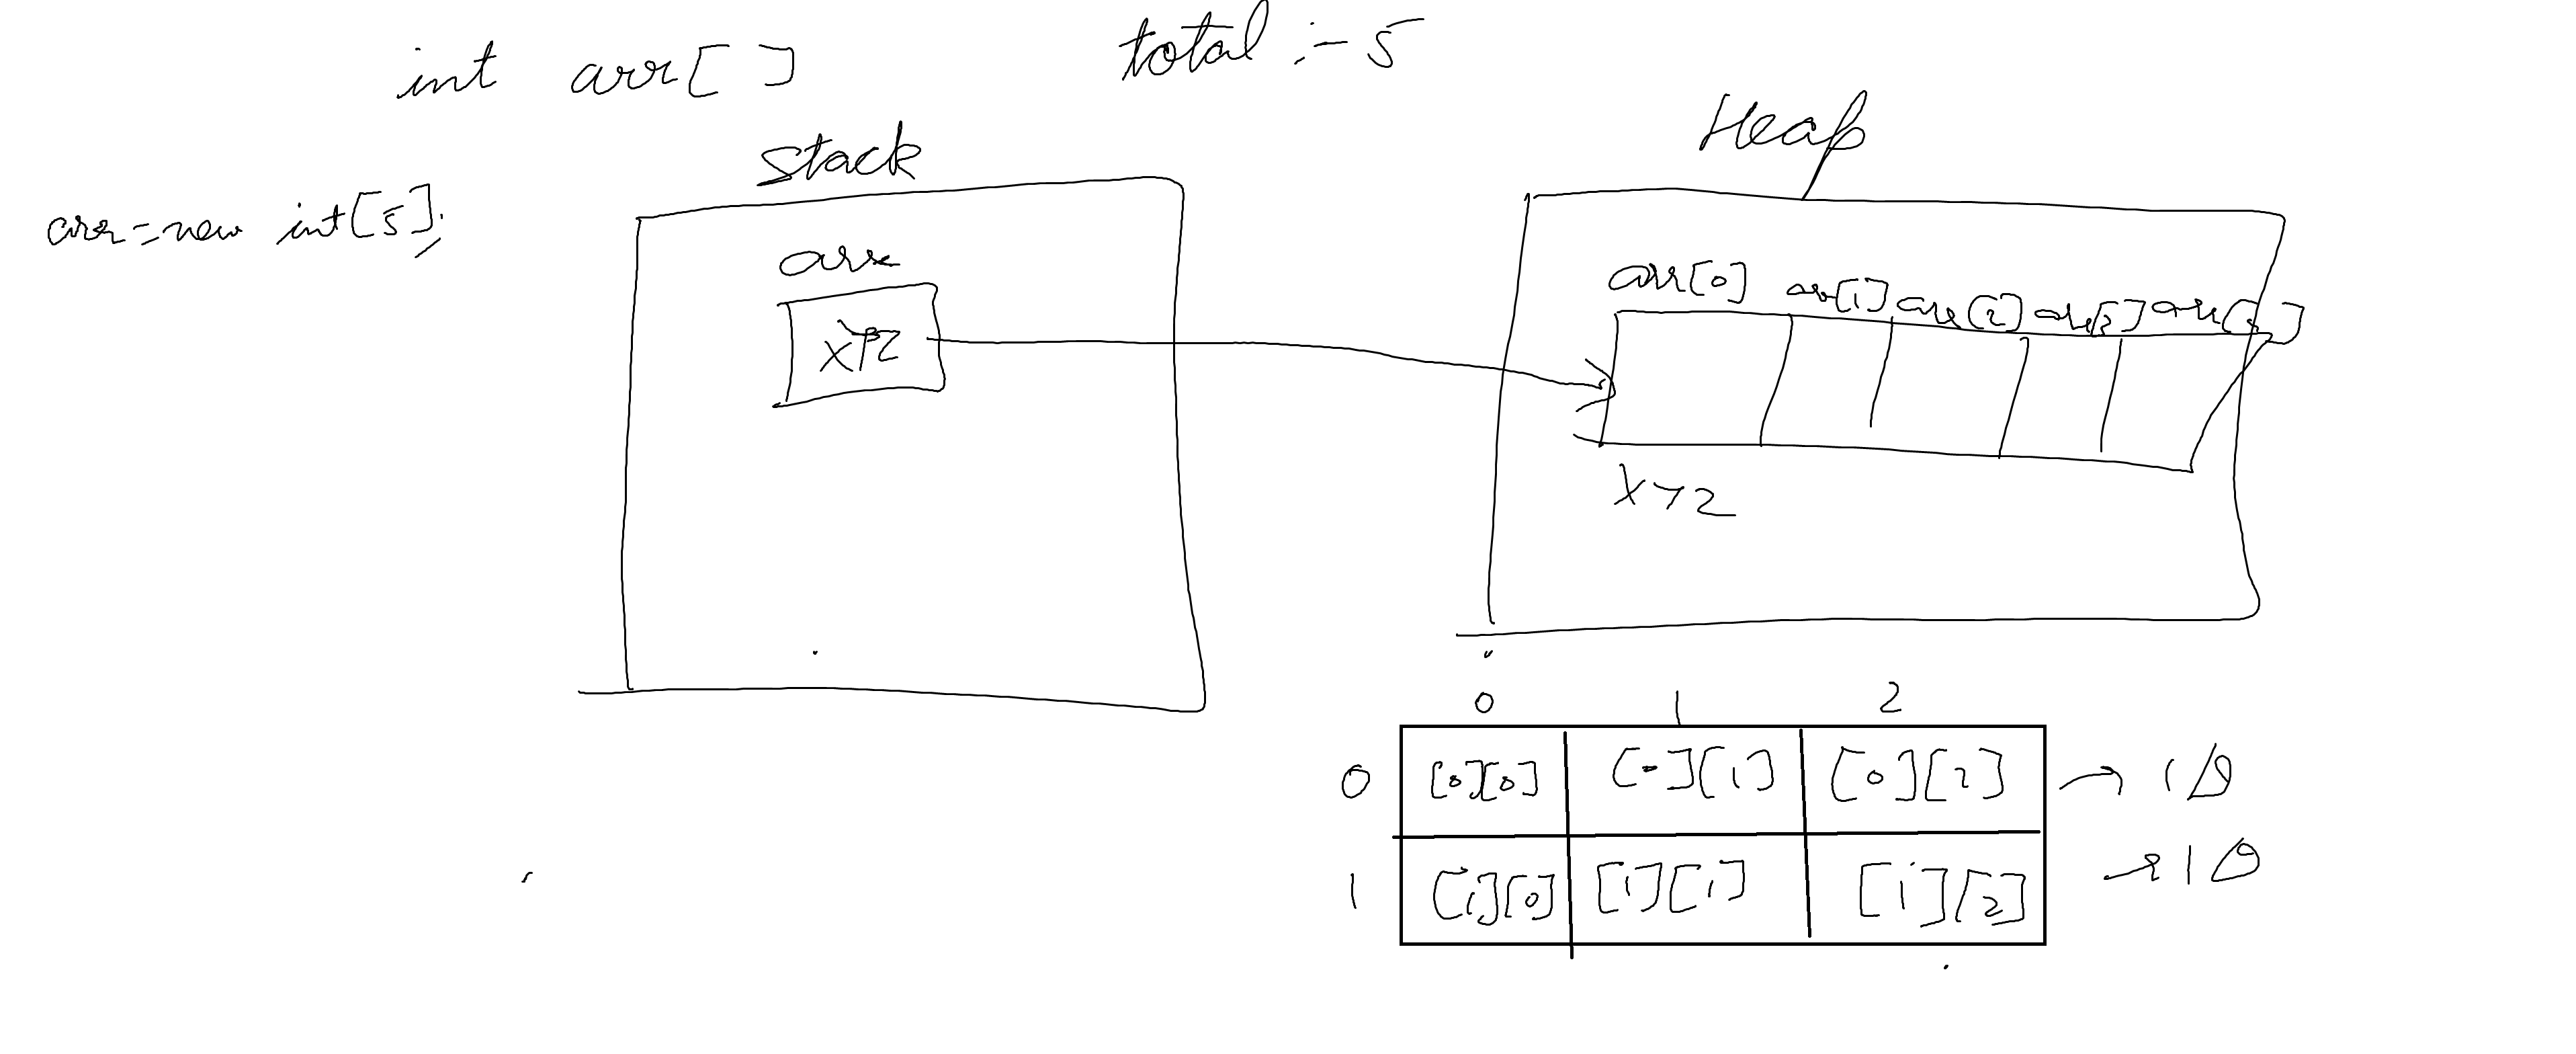 int arr[ ]
total :- 5
stack
Heap
arr=new int[5];
arr
arr[0] arr[1] arr[2] arr[3]
XYZ
XYZ
0 1 2
0 [0][0] [0][1] [0][2] → 1D
1 [1][0] [1][1] [1][2] → 1D